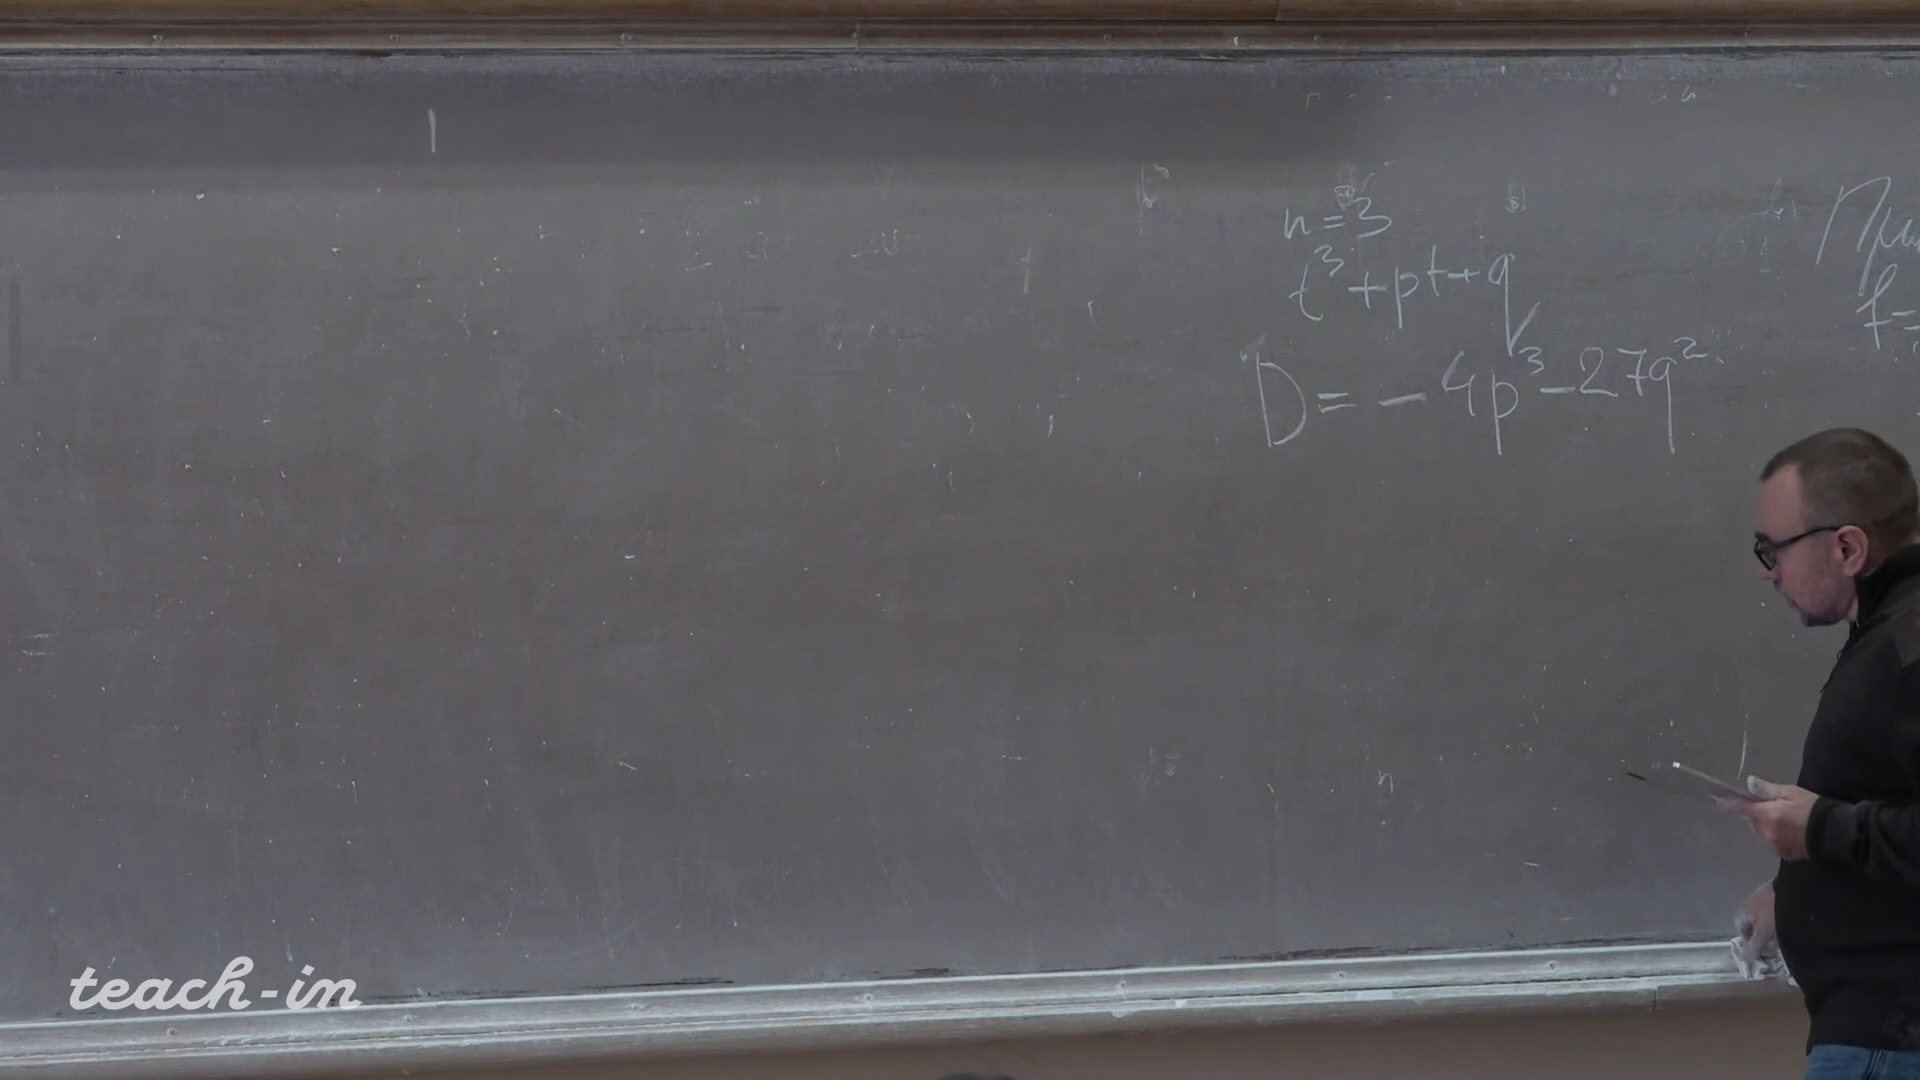 n=3
t³+pt+q
D = -4p³-27q²
f=
teach-in